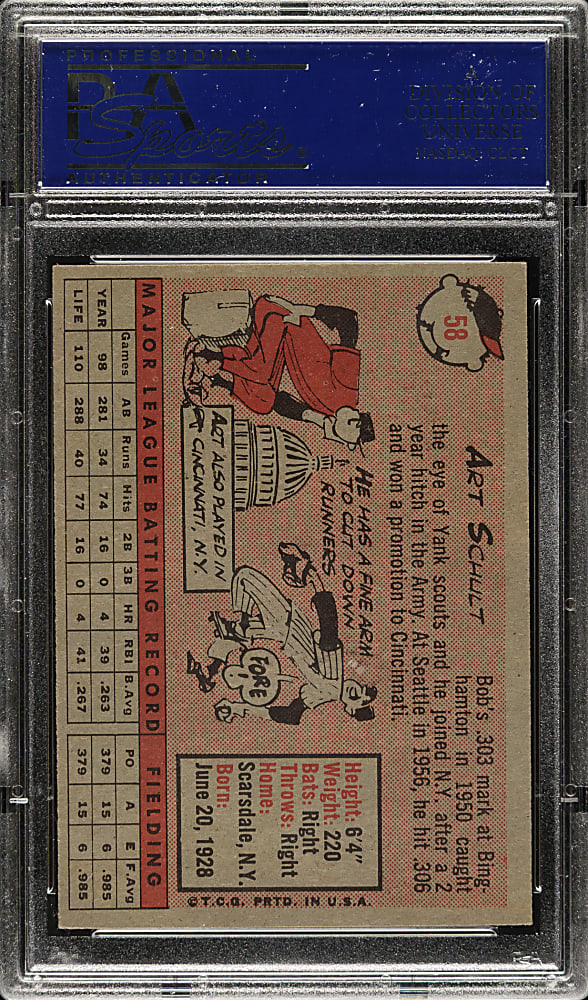 PROFESSIONAL
PSA
Sports
AUTHENTICATOR
A
DIVISION OF
COLLECTORS
UNIVERSE
NASDAQ: CLCT
58
ART SCHULT
Bob's .303 mark at Bing-
hamton in 1950 caught
the eye of Yank scouts and he joined N.Y. after a 2
year hitch in the Army. At Seattle in 1956, he hit .306
and won a promotion to Cincinnati.
HE HAS A FINE ARM
TO CUT DOWN
RUNNERS
ART ALSO PLAYED IN
CINCINNATI, N.Y.
FORE
Height: 6'4"
Weight: 220
Bats: Right
Throws: Right
Home:
Scarsdale, N.Y.
Born:
June 20, 1928
©T.C.G. PRTD. IN U.S.A.
MAJOR LEAGUE BATTING RECORD FIELDING
Games AB Runs Hits 2B 3B HR RBI B.Avg PO A E F.Avg
YEAR 98 281 34 74 16 0 4 39 .263 379 15 6 .985
LIFE 110 288 40 77 16 0 4 41 .267 379 15 6 .985